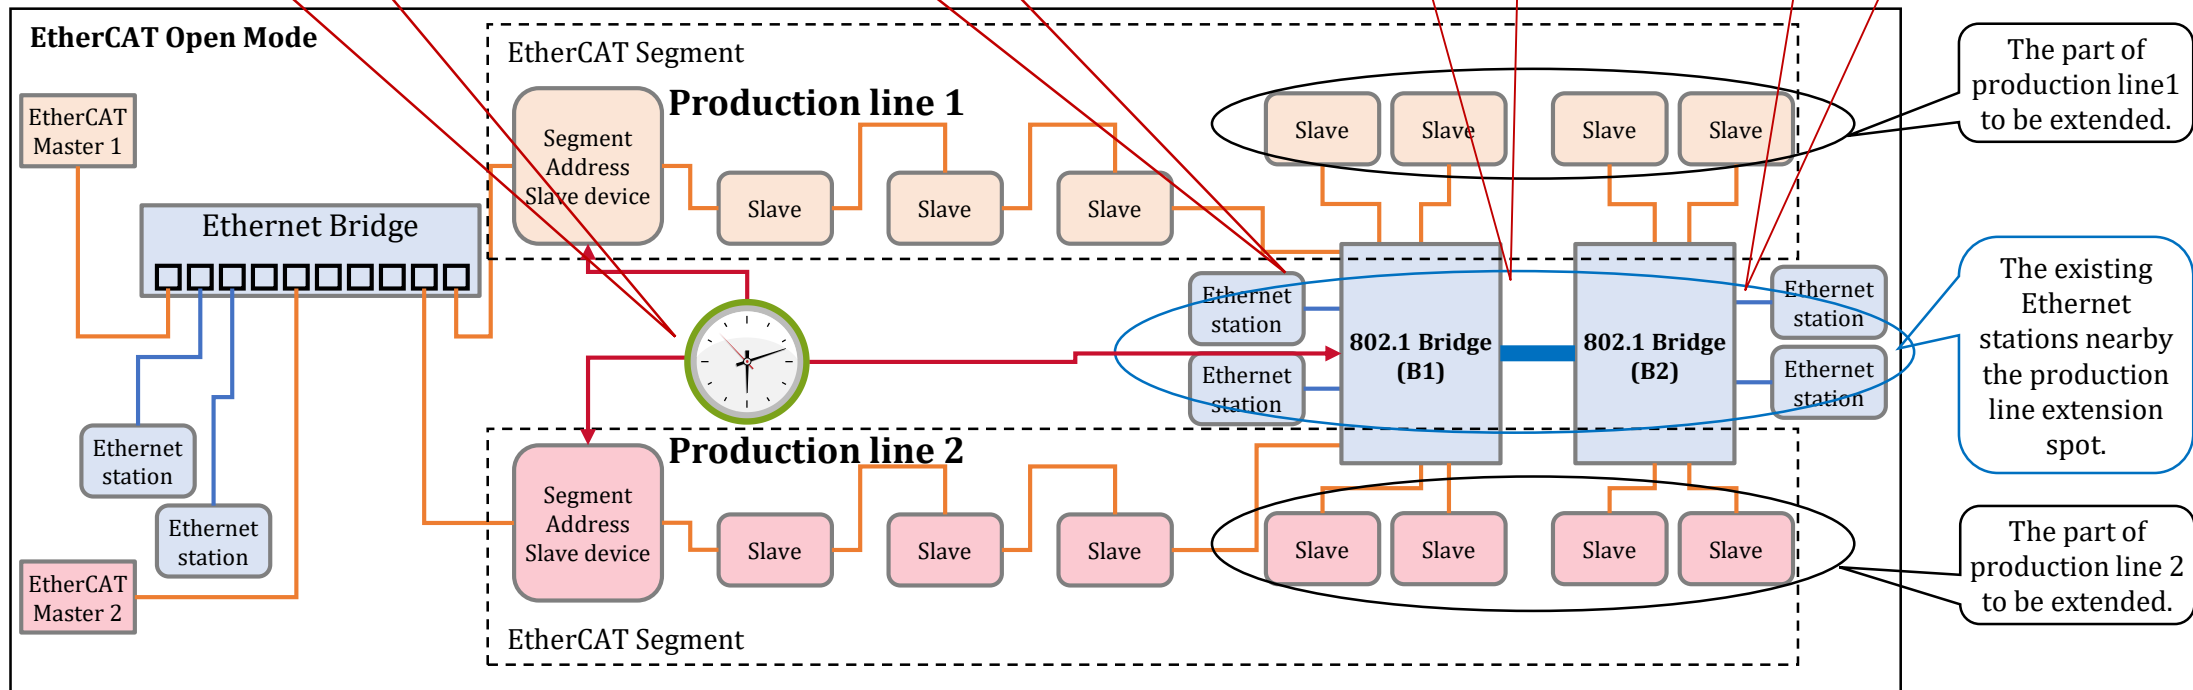 EtherCAT Open Mode
EtherCAT Segment
EtherCAT
Master 1
Segment
Address
Slave device
Production line 1
Slave
Slave
Slave
Slave
Slave
Slave
Slave
The part of
production line1
to be extended.
Ethernet Bridge
Ethernet
station
Ethernet
station
802.1 Bridge
(B1)
802.1 Bridge
(B2)
Ethernet
station
Ethernet
station
The existing
Ethernet
stations nearby
the production
line extension
spot.
Ethernet
station
Ethernet
station
EtherCAT
Master 2
Production line 2
Segment
Address
Slave device
Slave
Slave
Slave
Slave
Slave
Slave
Slave
The part of
production line 2
to be extended.
EtherCAT Segment